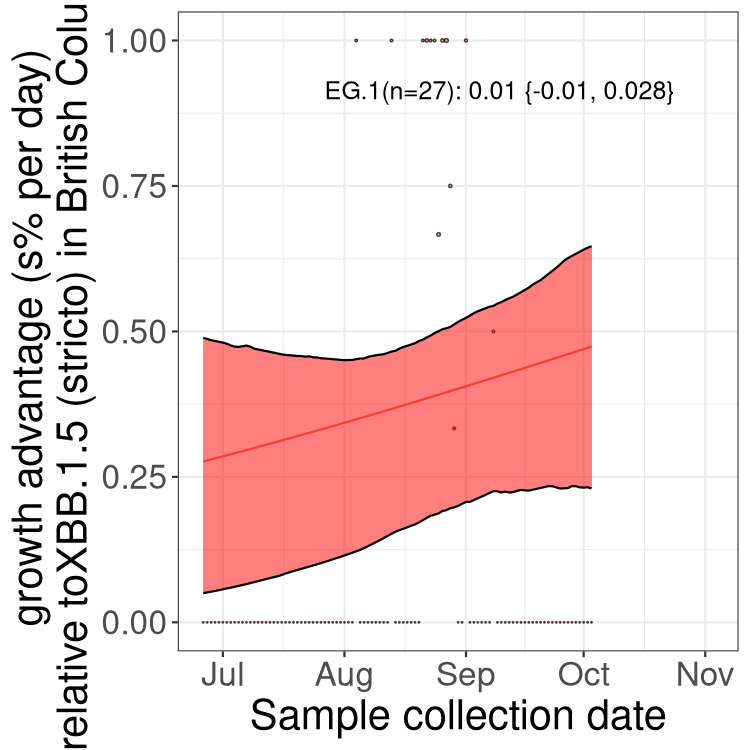 growth advantage (s% per day)
relative toXBB.1.5 (stricto) in British Colu
1.00
0.75
0.50
0.25
0.00
EG.1(n=27): 0.01 {-0.01, 0.028}
Jul Aug Sep Oct Nov
Sample collection date